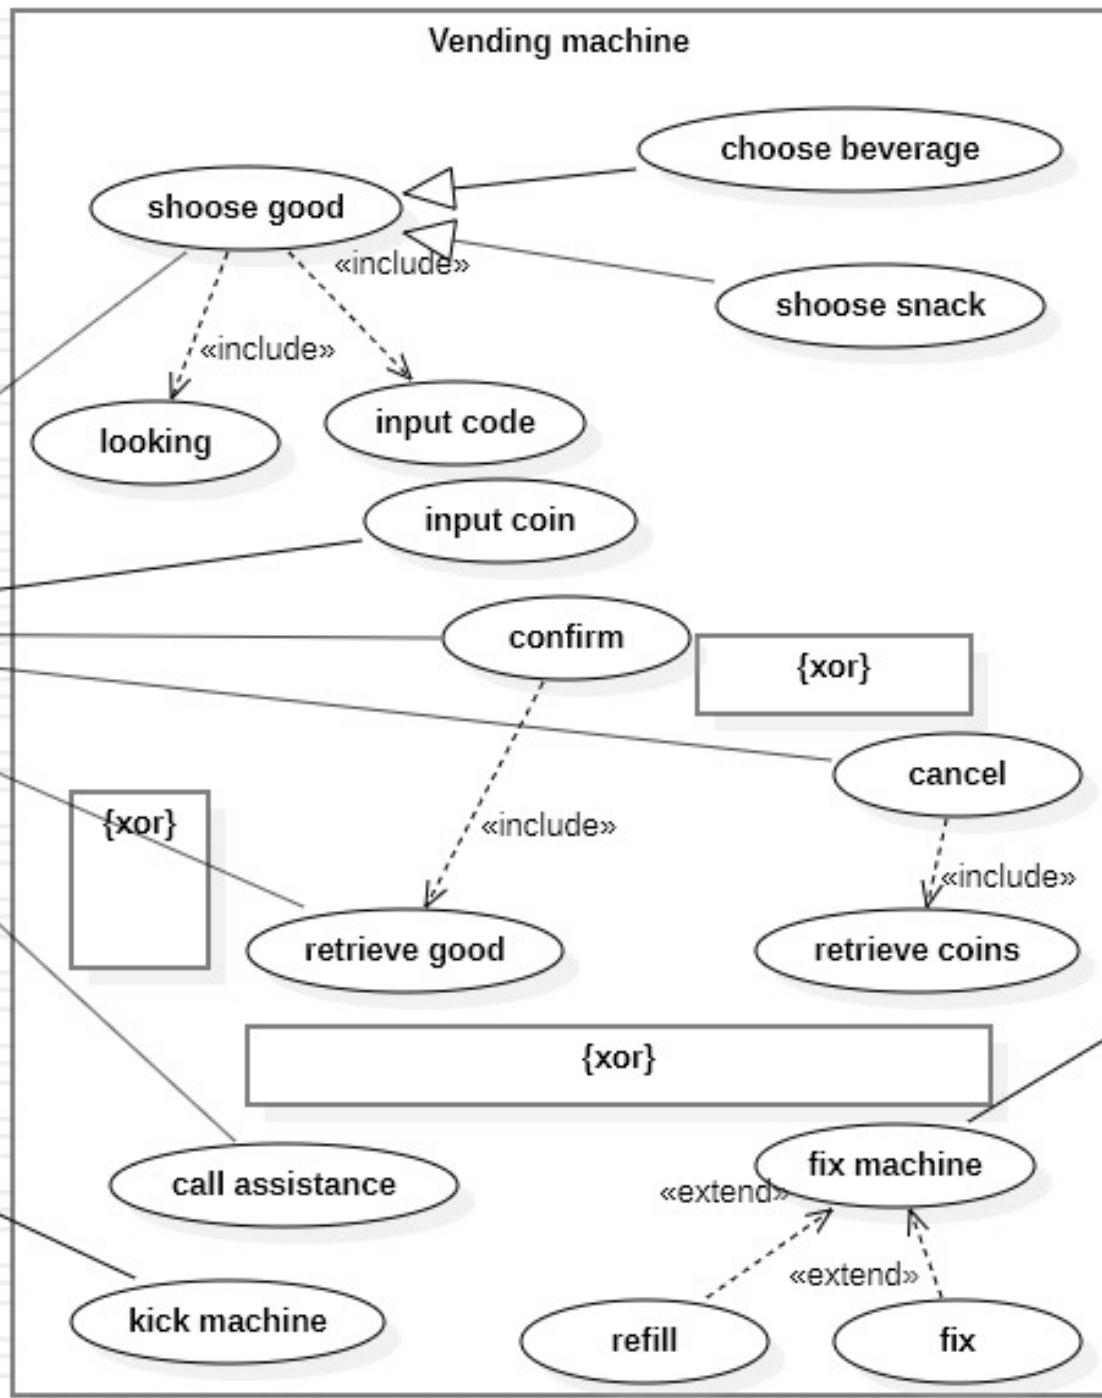 Vending machine
choose beverage
shoose good
«include»
shoose snack
«include»
input code
looking
input coin
confirm
{xor}
cancel
{xor}
«include»
«include»
retrieve good
retrieve coins
{xor}
fix machine
call assistance
«extend»
«extend»
kick machine
refill
fix